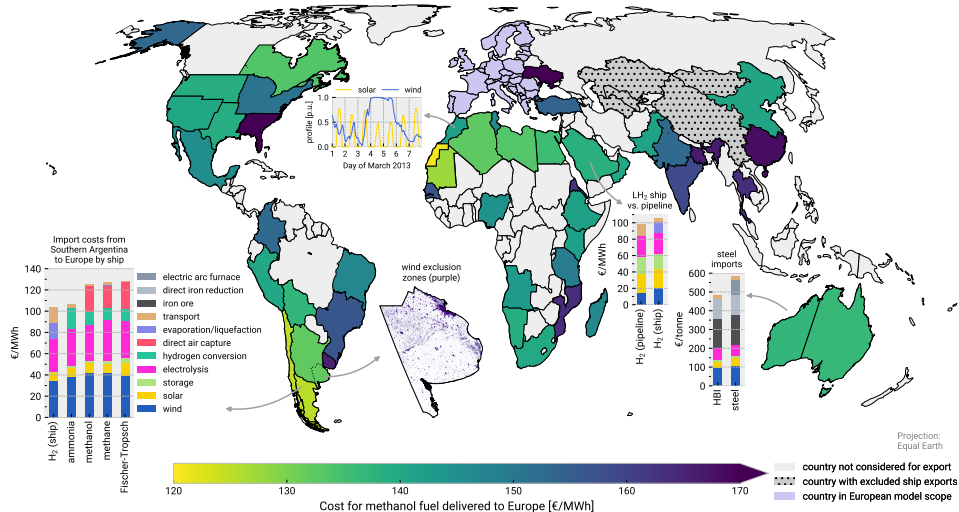 solar
wind
profile [p.u.]
1.0
0.5
0.0
1 2 3 4 5 6 7
Day of March 2013
Import costs from
Southern Argentina
to Europe by ship
€/MWh
140
120
100
80
60
40
20
0
H₂ (ship)
ammonia
methanol
methane
Fischer-Tropsch
electric arc furnace
direct iron reduction
iron ore
transport
evaporation/liquefaction
direct air capture
hydrogen conversion
electrolysis
storage
solar
wind
wind exclusion
zones (purple)
LH₂ ship
vs. pipeline
€/MWh
100
80
60
40
20
0
H₂ (pipeline)
H₂ (ship)
steel
imports
€/tonne
600
500
400
300
200
100
0
HBI
steel
Projection:
Equal Earth
120 130 140 150 160 170
Cost for methanol fuel delivered to Europe [€/MWh]
country not considered for export
country with excluded ship exports
country in European model scope